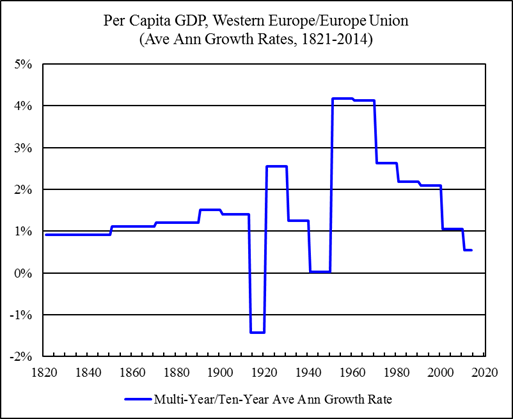 Per Capita GDP, Western Europe/Europe Union
(Ave Ann Growth Rates, 1821-2014)
5%
4%
3%
2%
1%
0%
-1%
-2%
1820 1840 1860 1880 1900 1920 1940 1960 1980 2000 2020
Multi-Year/Ten-Year Ave Ann Growth Rate